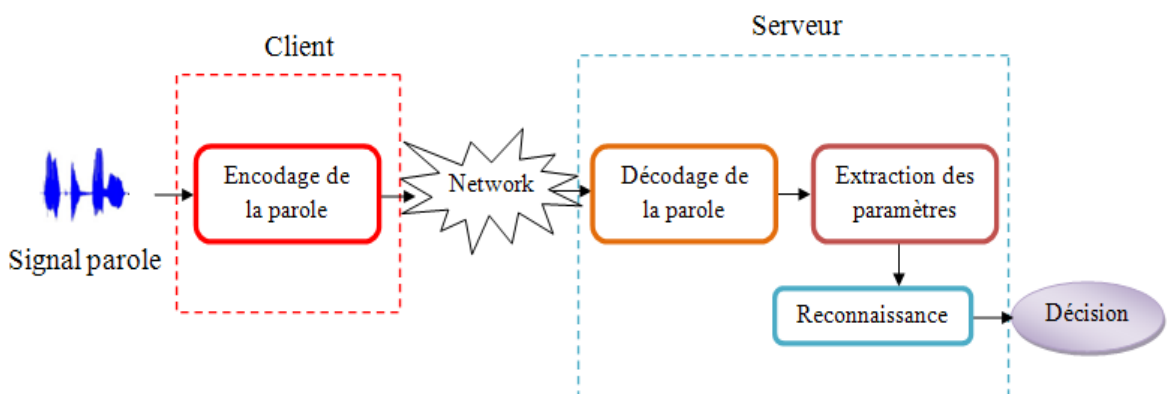 Client
Serveur
Signal parole
Encodage de
la parole
Network
Décodage de
la parole
Extraction des
paramètres
Reconnaissance
Décision